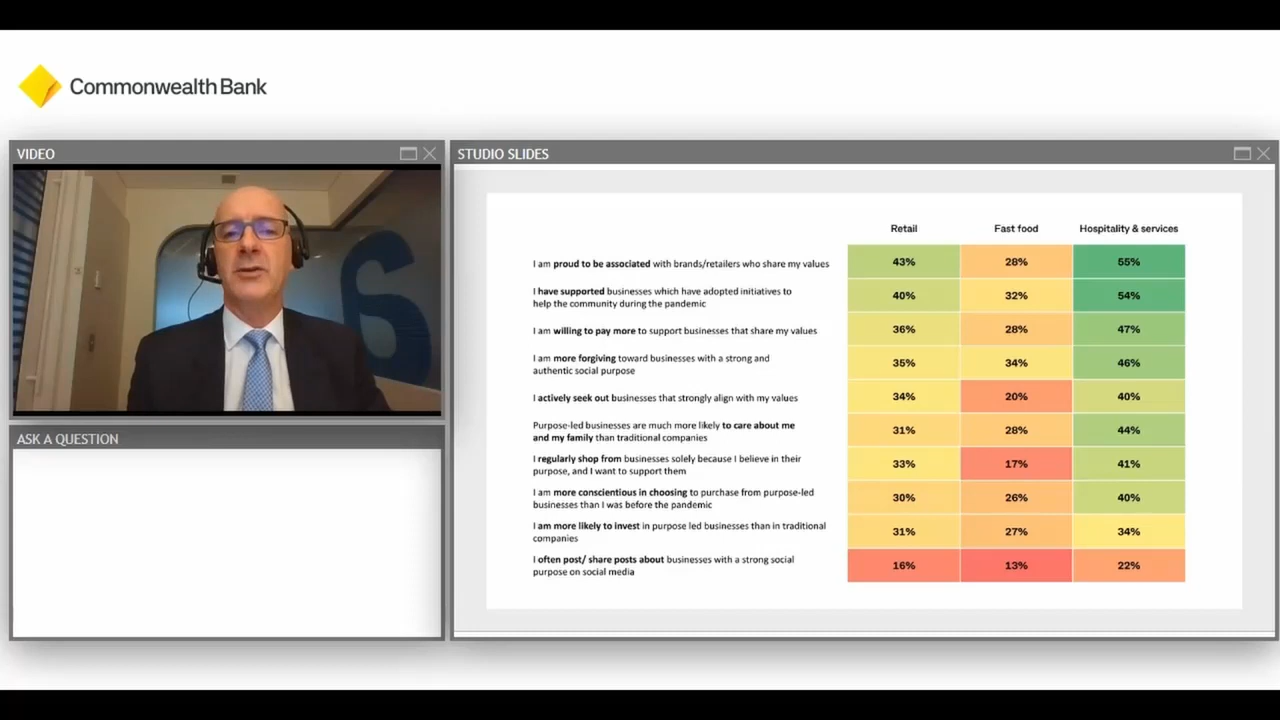 Commonwealth Bank
VIDEO
6
ASK A QUESTION
STUDIO SLIDES
Retail Fast food Hospitality & services
I am proud to be associated with brands/retailers who share my values 43% 28% 55%
I have supported businesses which have adopted initiatives to
help the community during the pandemic 40% 32% 54%
I am willing to pay more to support businesses that share my values 36% 28% 47%
I am more forgiving toward businesses with a strong and
authentic social purpose 35% 34% 46%
I actively seek out businesses that strongly align with my values 34% 20% 40%
Purpose-led businesses are much more likely to care about me
and my family than traditional companies 31% 28% 44%
I regularly shop from businesses solely because I believe in their
purpose, and I want to support them 33% 17% 41%
I am more conscientious in choosing to purchase from purpose-led
businesses than I was before the pandemic 30% 26% 40%
I am more likely to invest in purpose led businesses than in traditional
companies 31% 27% 34%
I often post/ share posts about businesses with a strong social
purpose on social media 16% 13% 22%